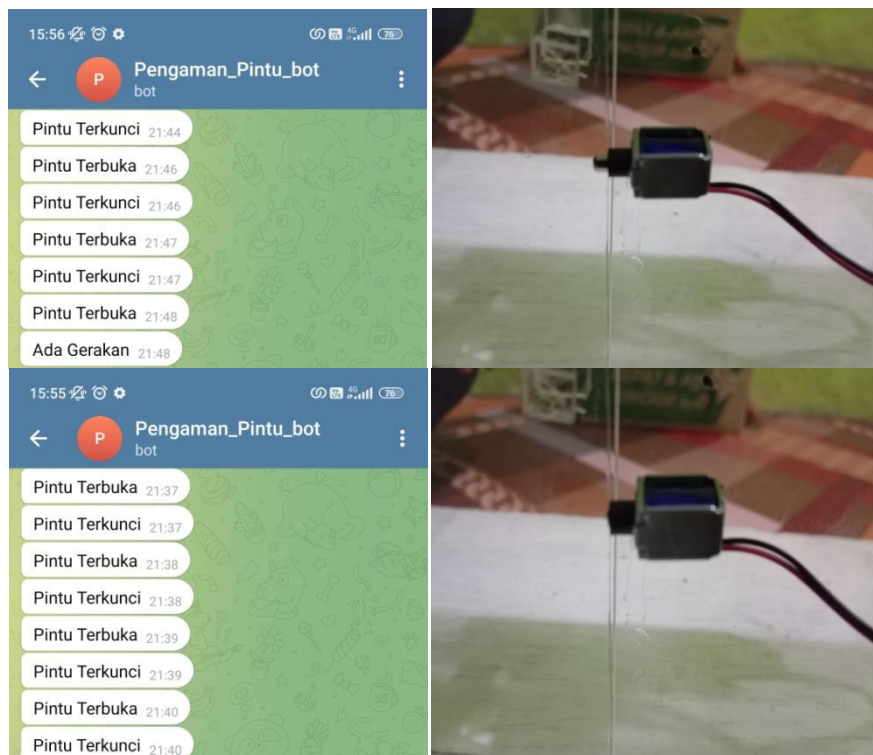 15:56
4G
76
P
Pengaman_Pintu_bot
bot
Pintu Terkunci 21:44
Pintu Terbuka 21:46
Pintu Terkunci 21:46
Pintu Terbuka 21:47
Pintu Terkunci 21:47
Pintu Terbuka 21:48
Ada Gerakan 21:48
15:55
4G
76
P
Pengaman_Pintu_bot
bot
Pintu Terbuka 21:37
Pintu Terkunci 21:37
Pintu Terbuka 21:38
Pintu Terkunci 21:38
Pintu Terbuka 21:39
Pintu Terkunci 21:39
Pintu Terbuka 21:40
Pintu Terkunci 21:40